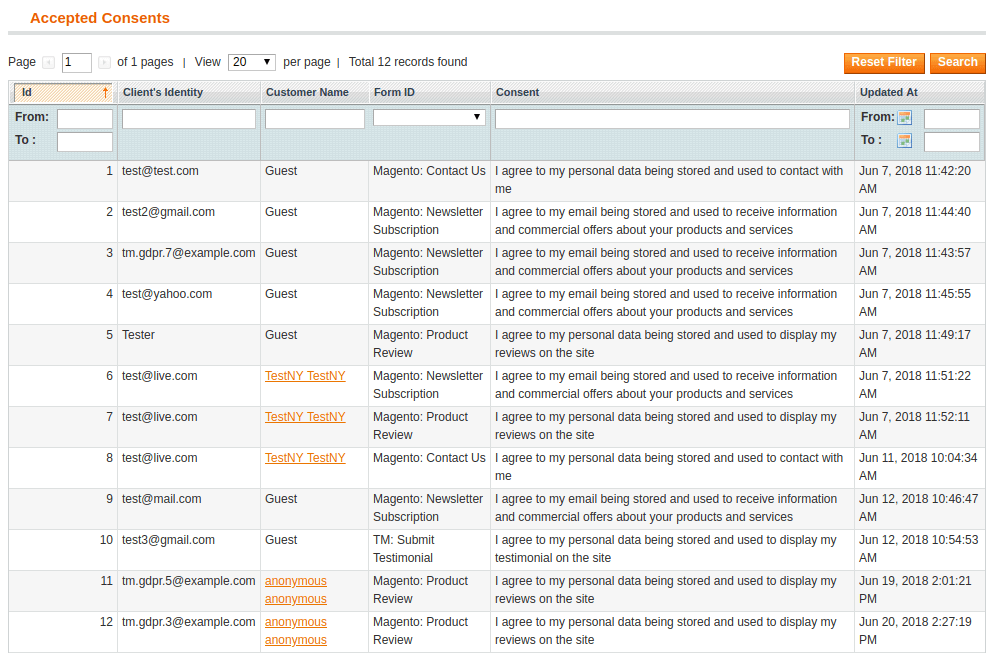 Accepted Consents
Page 1 of 1 pages | View 20 per page | Total 12 records found Reset Filter Search
Id Client's Identity Customer Name Form ID Consent Updated At
From: From:
To : To :
1 test@test.com Guest Magento: Contact Us I agree to my personal data being stored and used to contact with Jun 7, 2018 11:42:20
me AM
2 test2@gmail.com Guest Magento: Newsletter I agree to my email being stored and used to receive information Jun 7, 2018 11:44:40
Subscription and commercial offers about your products and services AM
3 tm.gdpr.7@example.com Guest Magento: Newsletter I agree to my email being stored and used to receive information Jun 7, 2018 11:43:57
Subscription and commercial offers about your products and services AM
4 test@yahoo.com Guest Magento: Newsletter I agree to my email being stored and used to receive information Jun 7, 2018 11:45:55
Subscription and commercial offers about your products and services AM
5 Tester Guest Magento: Product I agree to my personal data being stored and used to display my Jun 7, 2018 11:49:17
Review reviews on the site AM
6 test@live.com TestNY TestNY Magento: Newsletter I agree to my email being stored and used to receive information Jun 7, 2018 11:51:22
Subscription and commercial offers about your products and services AM
7 test@live.com TestNY TestNY Magento: Product I agree to my personal data being stored and used to display my Jun 7, 2018 11:52:11
Review reviews on the site AM
8 test@live.com TestNY TestNY Magento: Contact Us I agree to my personal data being stored and used to contact with Jun 11, 2018 10:04:34
me AM
9 test@mail.com Guest Magento: Newsletter I agree to my email being stored and used to receive information Jun 12, 2018 10:46:47
Subscription and commercial offers about your products and services AM
10 test3@gmail.com Guest TM: Submit I agree to my personal data being stored and used to display my Jun 12, 2018 10:54:53
Testimonial testimonial on the site AM
11 tm.gdpr.5@example.com anonymous Magento: Product I agree to my personal data being stored and used to display my Jun 19, 2018 2:01:21
anonymous Review reviews on the site PM
12 tm.gdpr.3@example.com anonymous Magento: Product I agree to my personal data being stored and used to display my Jun 20, 2018 2:27:19
anonymous Review reviews on the site PM